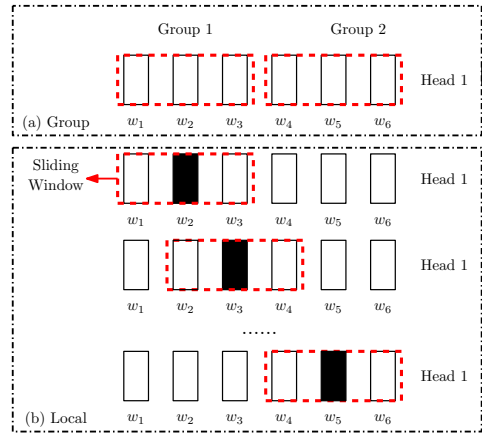 Group 1 Group 2
Head 1
(a) Group
w₁ w₂ w₃ w₄ w₅ w₆
Sliding
Window
Head 1
w₁ w₂ w₃ w₄ w₅ w₆
Head 1
w₁ w₂ w₃ w₄ w₅ w₆
......
Head 1
(b) Local
w₁ w₂ w₃ w₄ w₅ w₆